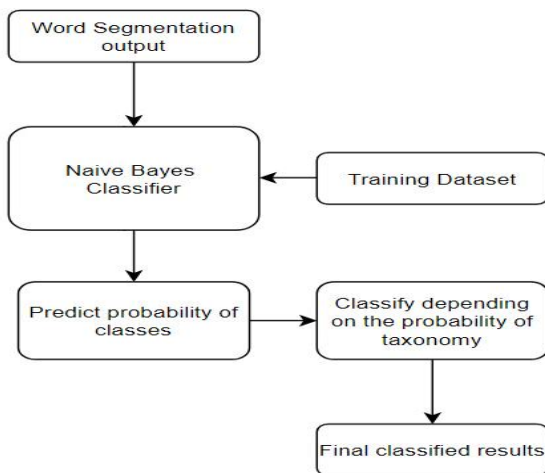 Word Segmentation
output
Naive Bayes
Classifier
Training Dataset
Predict probability of
classes
Classify depending
on the probability of
taxonomy
Final classified results